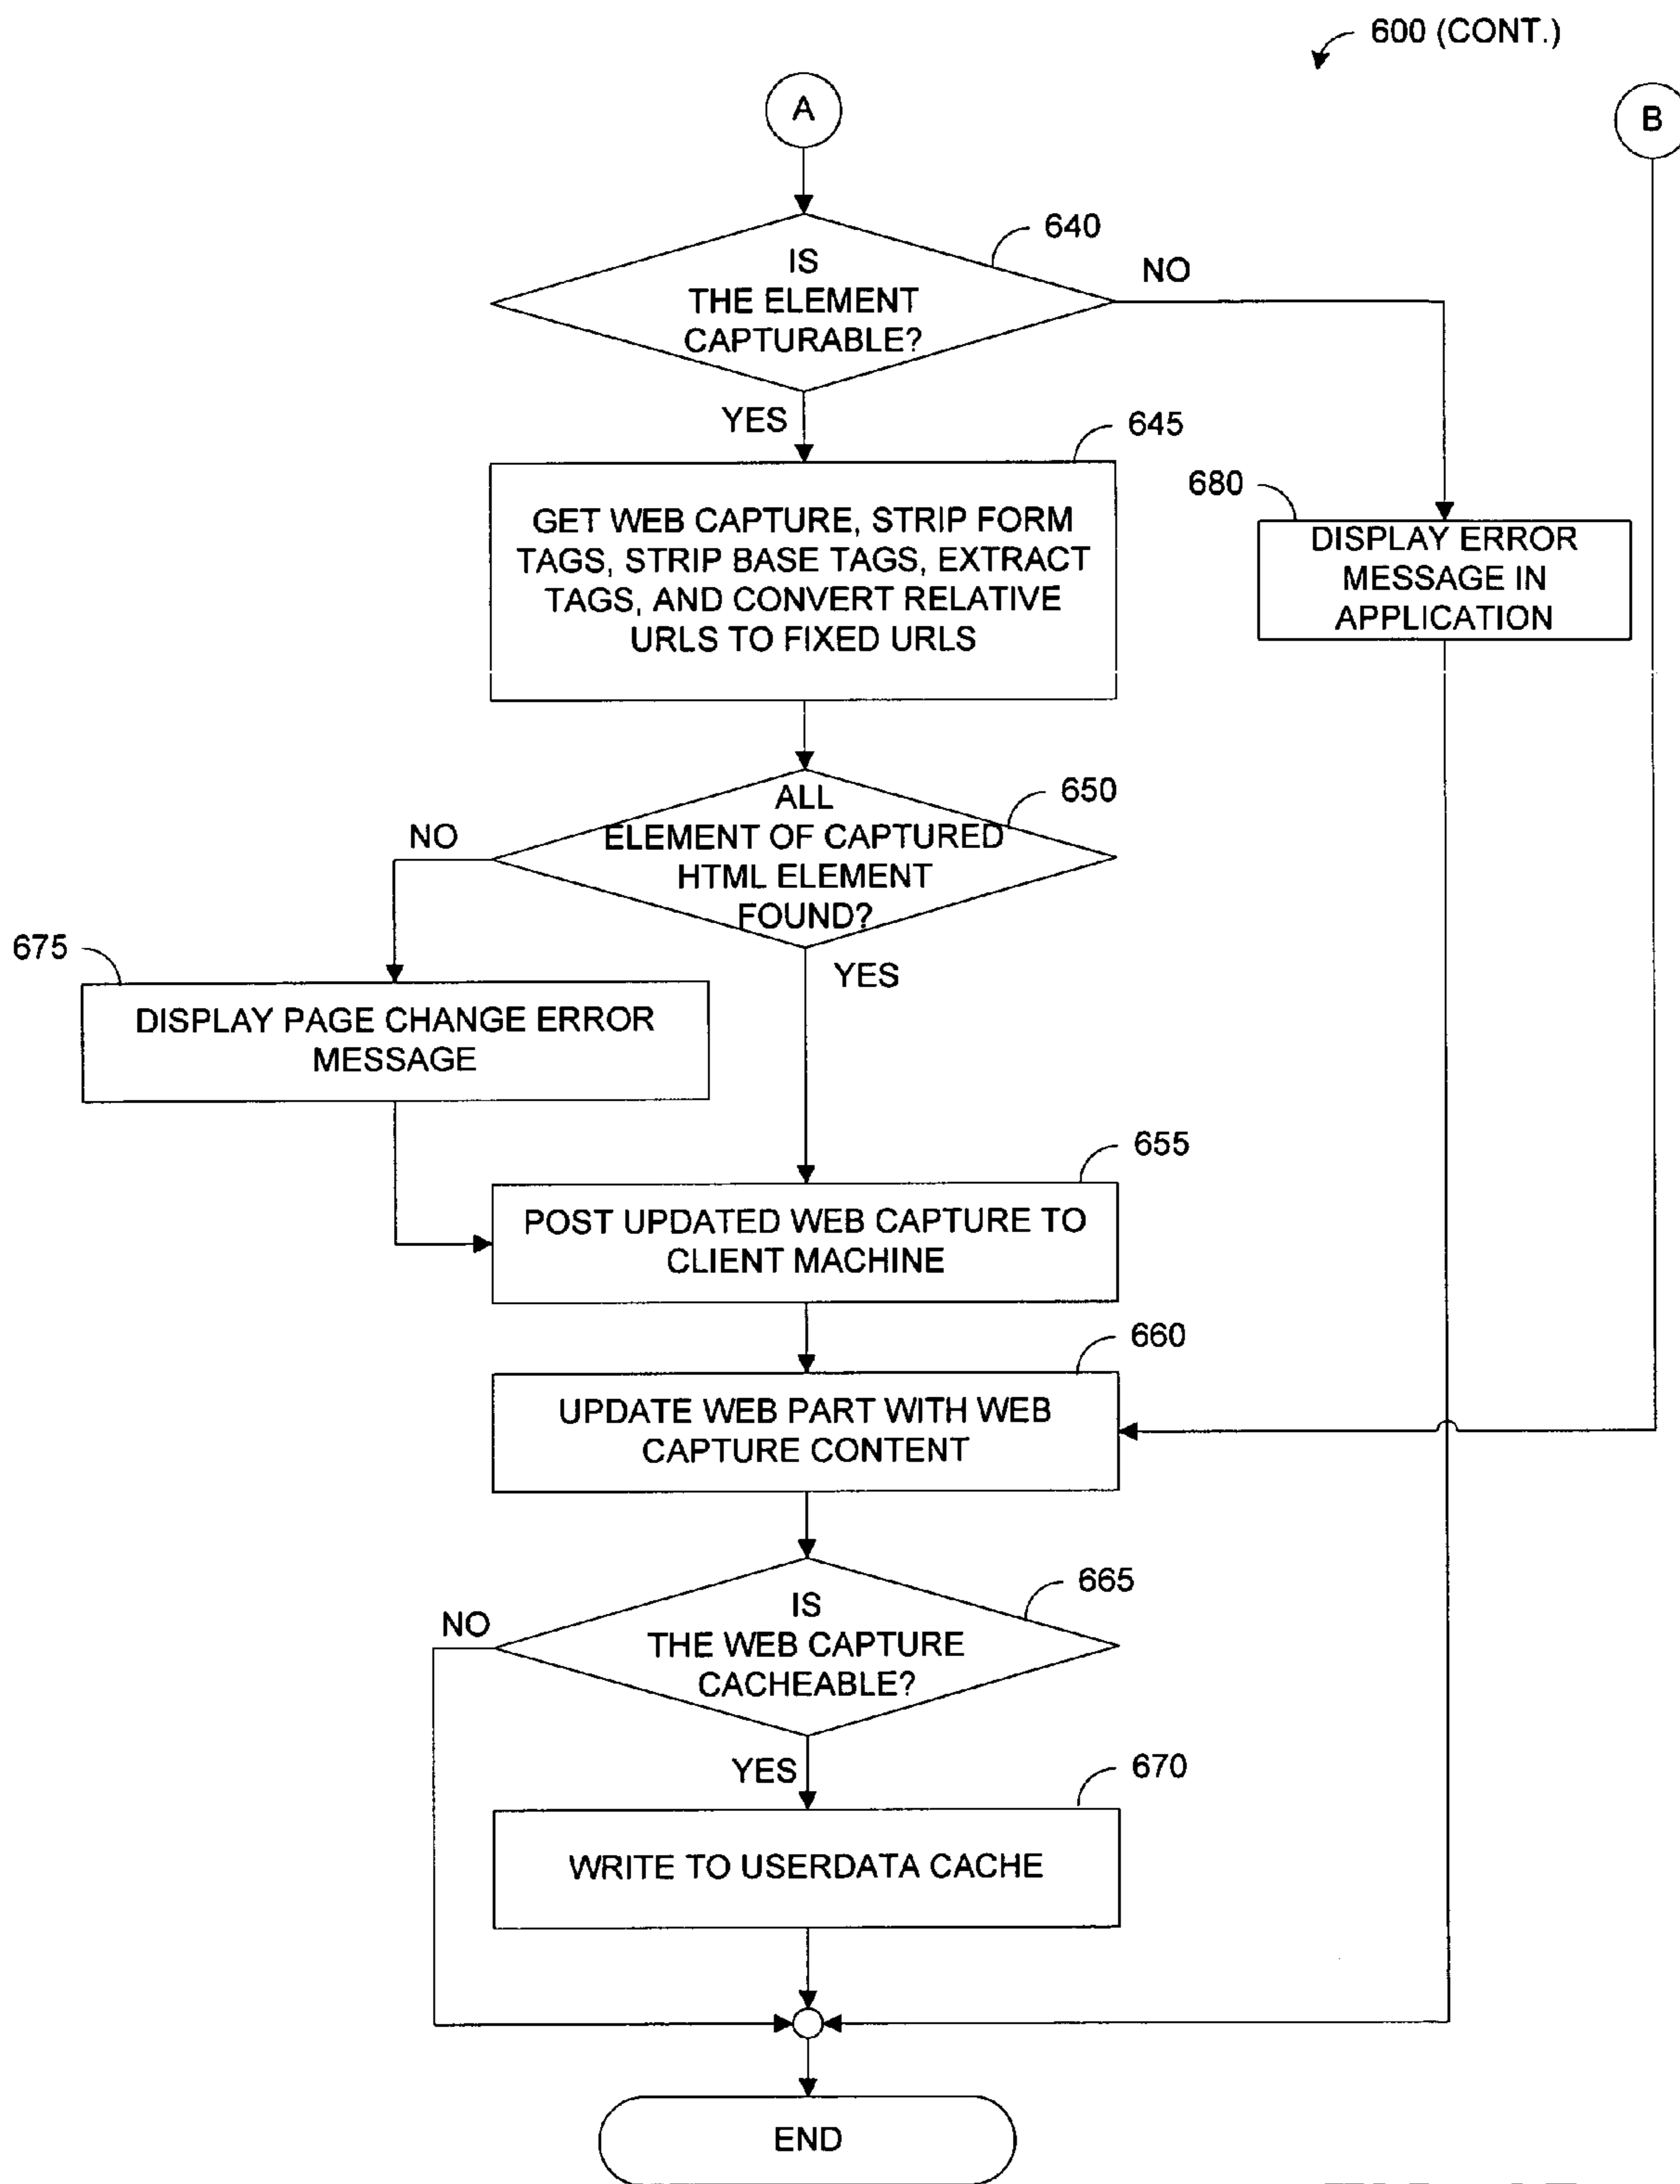 600 (CONT.)
A
B
640
IS
THE ELEMENT
CAPTURABLE?
NO
YES
645
GET WEB CAPTURE, STRIP FORM
TAGS, STRIP BASE TAGS, EXTRACT
TAGS, AND CONVERT RELATIVE
URLS TO FIXED URLS
680
DISPLAY ERROR
MESSAGE IN
APPLICATION
650
ALL
ELEMENT OF CAPTURED
HTML ELEMENT
FOUND?
NO
YES
675
DISPLAY PAGE CHANGE ERROR
MESSAGE
655
POST UPDATED WEB CAPTURE TO
CLIENT MACHINE
660
UPDATE WEB PART WITH WEB
CAPTURE CONTENT
665
IS
THE WEB CAPTURE
CACHEABLE?
NO
YES
670
WRITE TO USERDATA CACHE
END